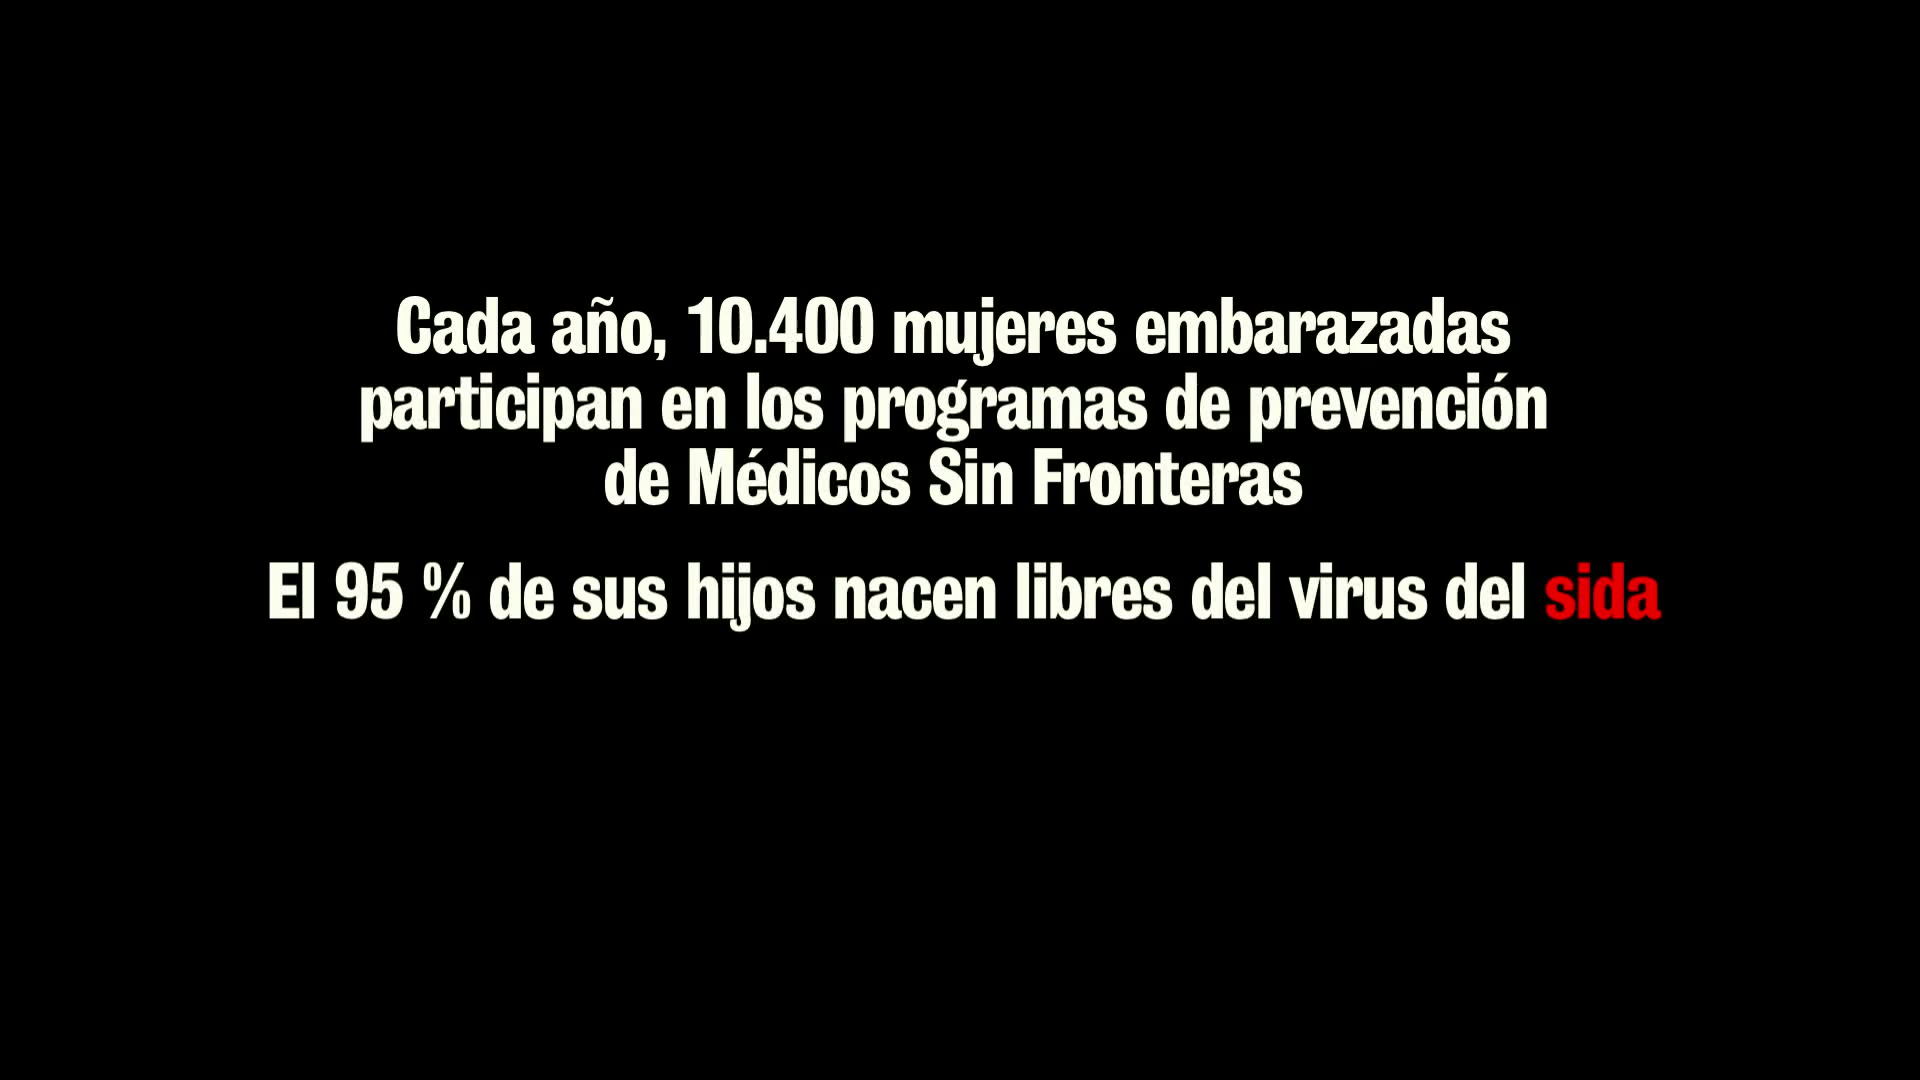 Cada año, 10.400 mujeres embarazadas
participan en los programas de prevención
de Médicos Sin Fronteras
El 95 % de sus hijos nacen libres del virus del sida